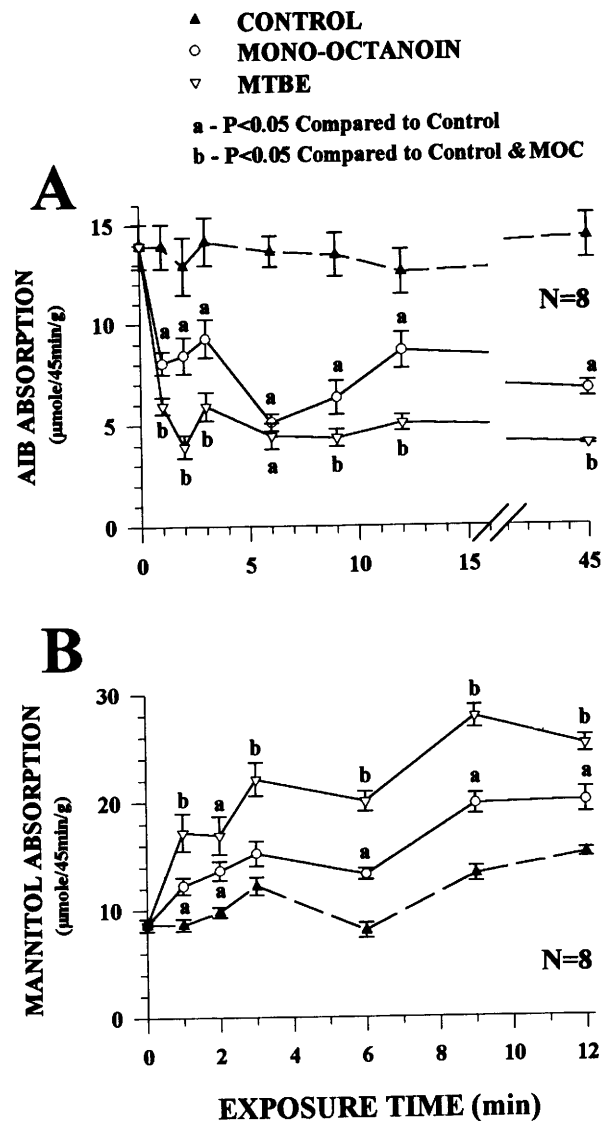 ▲ CONTROL
○ MONO-OCTANOIN
▽ MTBE
a - P<0.05 Compared to Control
b - P<0.05 Compared to Control & MOC
A
AIB ABSORPTION
(µmole/45min/g)
15
10
5
0
a
a
a
a
a
a
a
b
b
b
a
b
b
b
N=8
0
5
10
15
45
B
MANNITOL ABSORPTION
(µmole/45min/g)
30
20
10
0
b
a
b
b
b
b
a
a
a
a
a
N=8
0
2
4
6
8
10
12
EXPOSURE TIME (min)